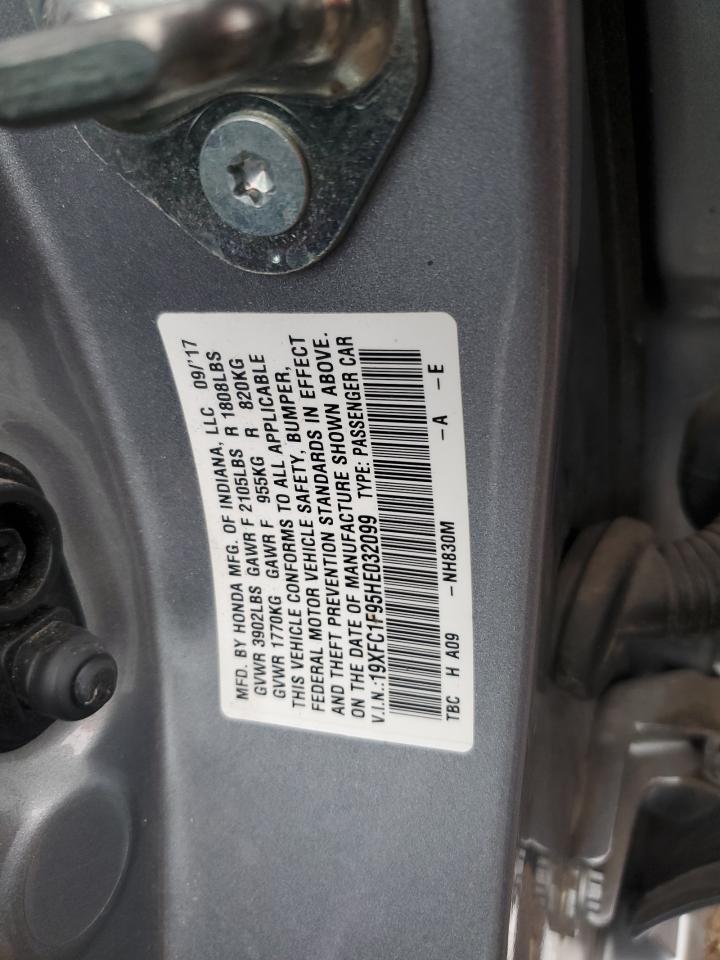 MFD. BY HONDA MFG. OF INDIANA, LLC 09/'17
GVWR 3902LBS GAWR F 2105LBS R 1808LBS
GVWR 1770KG GAWR F 955KG R 820KG
THIS VEHICLE CONFORMS TO ALL APPLICABLE
FEDERAL MOTOR VEHICLE SAFETY, BUMPER,
AND THEFT PREVENTION STANDARDS IN EFFECT
ON THE DATE OF MANUFACTURE SHOWN ABOVE.
V.I.N.:19XFC1F95HE032099 TYPE: PASSENGER CAR
TBC H A09 -NH830M -A -E